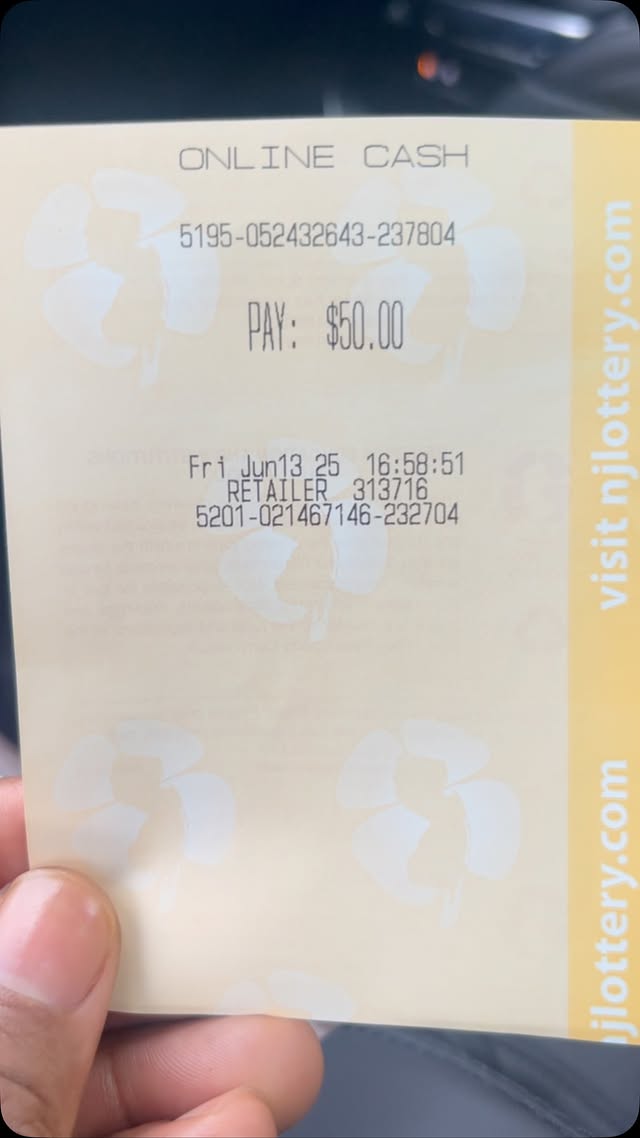 ONLINE CASH
5195-052432643-237804
PAY: $50.00
Fri Jun13 25 16:58:51
RETAILER 313716
5201-021467146-232704
visit njlottery.com
njlottery.com